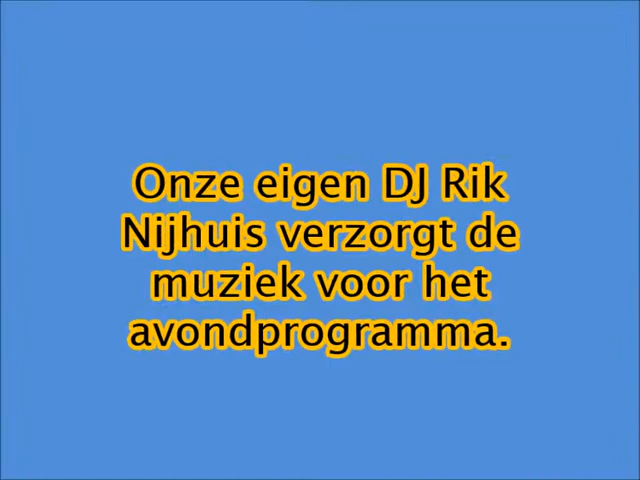 Onze eigen DJ Rik
Nijhuis verzorgt de
muziek voor het
avondprogramma.